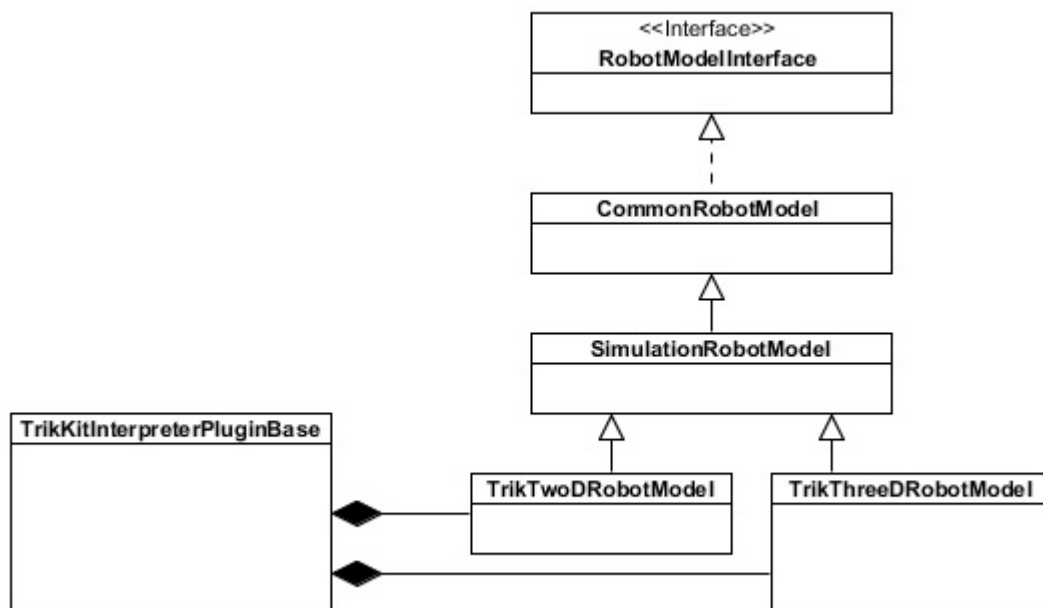 <<Interface>>
RobotModelInterface
CommonRobotModel
SimulationRobotModel
TrikKitInterpreterPluginBase
TrikTwoDRobotModel
TrikThreeDRobotModel